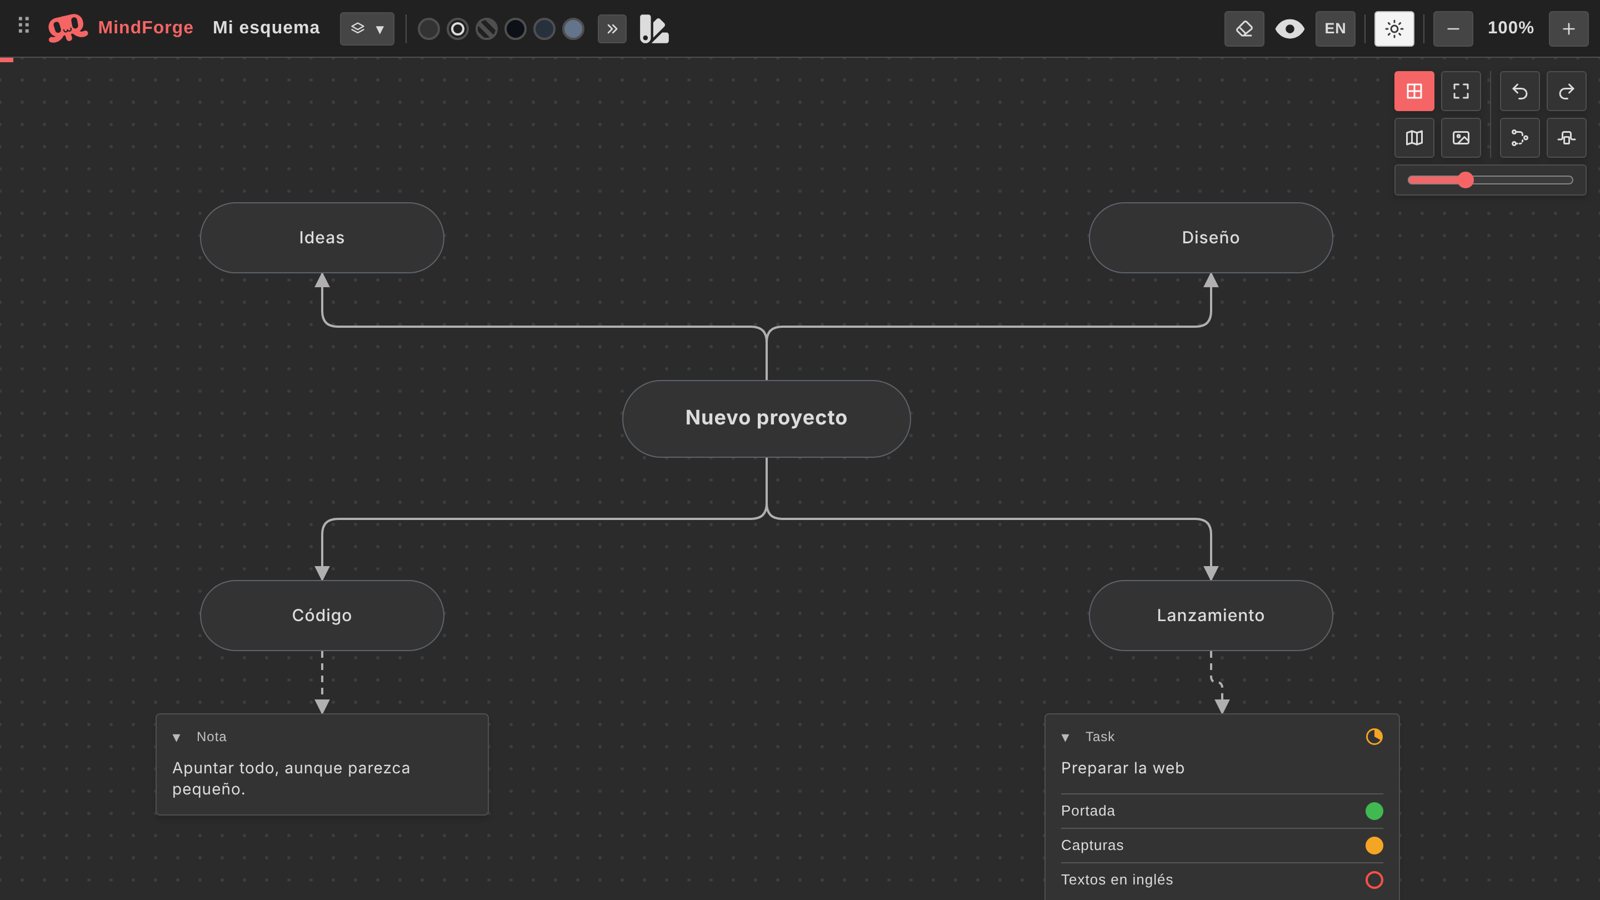 MindForge
Mi esquema
EN
100%
Ideas
Diseño
Nuevo proyecto
Código
Lanzamiento
Nota
Apuntar todo, aunque parezca
pequeño.
Task
Preparar la web
Portada
Capturas
Textos en inglés